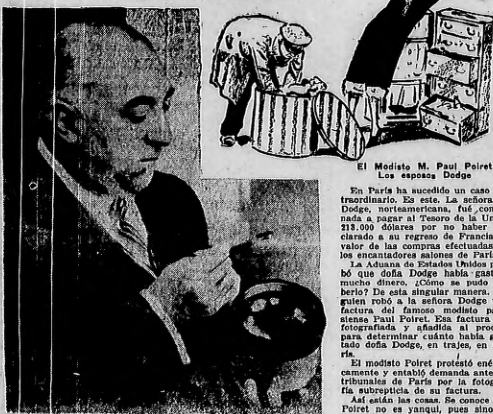 El Modisto M. Paul Poiret
Los esposos Dodge
En París ha sucedido un caso
traordinario. Es este. La señora
Dodge, norteamericana, fué con
nada a pagar al Tesoro de la Un
213.000 dólares por no haber
clarado a su regreso de Francia
valor de las compras efectuadas
los encantadores salones de París
La Aduana de Estados Unidos p
bó que doña Dodge había gast
mucho dinero. ¿Cómo se pudo
berlo? De esta singular manera.
guien robó a la señora Dodge
factura del famoso modisto pa
siense Paul Poiret. Esa factura
fotografiada y añadida al proc
para determinar cuánto había g
tado doña Dodge, en trajes, en
rís.
El modisto Poiret protestó ené
camente y entabló demanda ante
tribunales de París por la fotog
fía subrepticia de su factura.
Así están las cosas. Se conoce
Poiret no es yanqui, pues sino